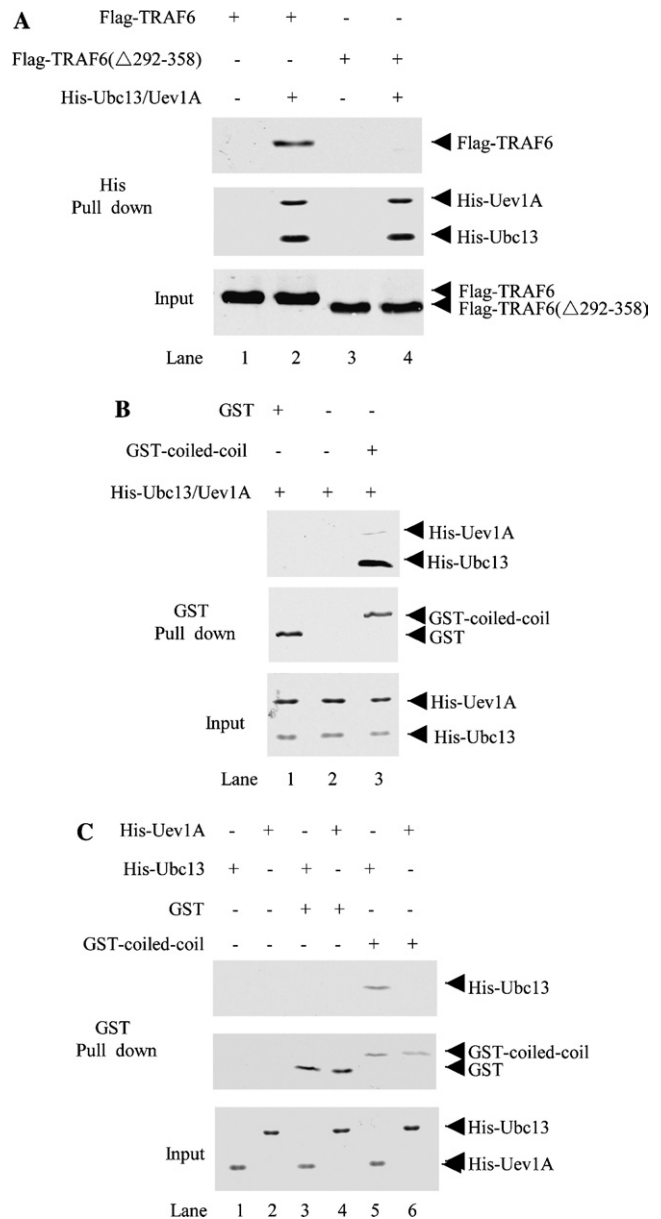 A
Flag-TRAF6 + + - -
Flag-TRAF6(△292-358) - - + +
His-Ubc13/Uev1A - + - +
His
Pull down
Flag-TRAF6
His-Uev1A
His-Ubc13
Input
Flag-TRAF6
Flag-TRAF6(△292-358)
Lane 1 2 3 4
B
GST + - -
GST-coiled-coil - - +
His-Ubc13/Uev1A + + +
His-Uev1A
His-Ubc13
GST
Pull down
GST-coiled-coil
GST
Input
His-Uev1A
His-Ubc13
Lane 1 2 3
C
His-Uev1A - + - + - +
His-Ubc13 + - + - + -
GST - - + + - -
GST-coiled-coil - - - - + +
His-Ubc13
GST
Pull down
GST-coiled-coil
GST
Input
His-Ubc13
His-Uev1A
Lane 1 2 3 4 5 6